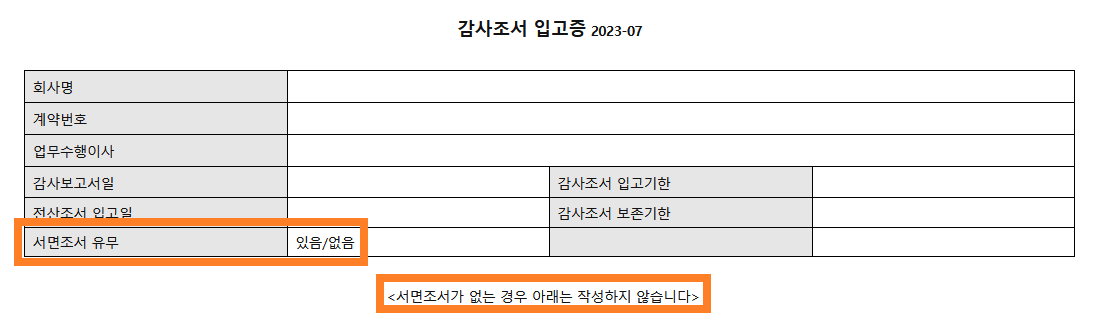 감사조서 입고증 2023-07
회사명
계약번호
업무수행이사
감사보고서일 감사조서 입고기한
전산조서 입고일 감사조서 보존기한
서면조서 유무 있음/없음
<서면조서가 없는 경우 아래는 작성하지 않습니다>